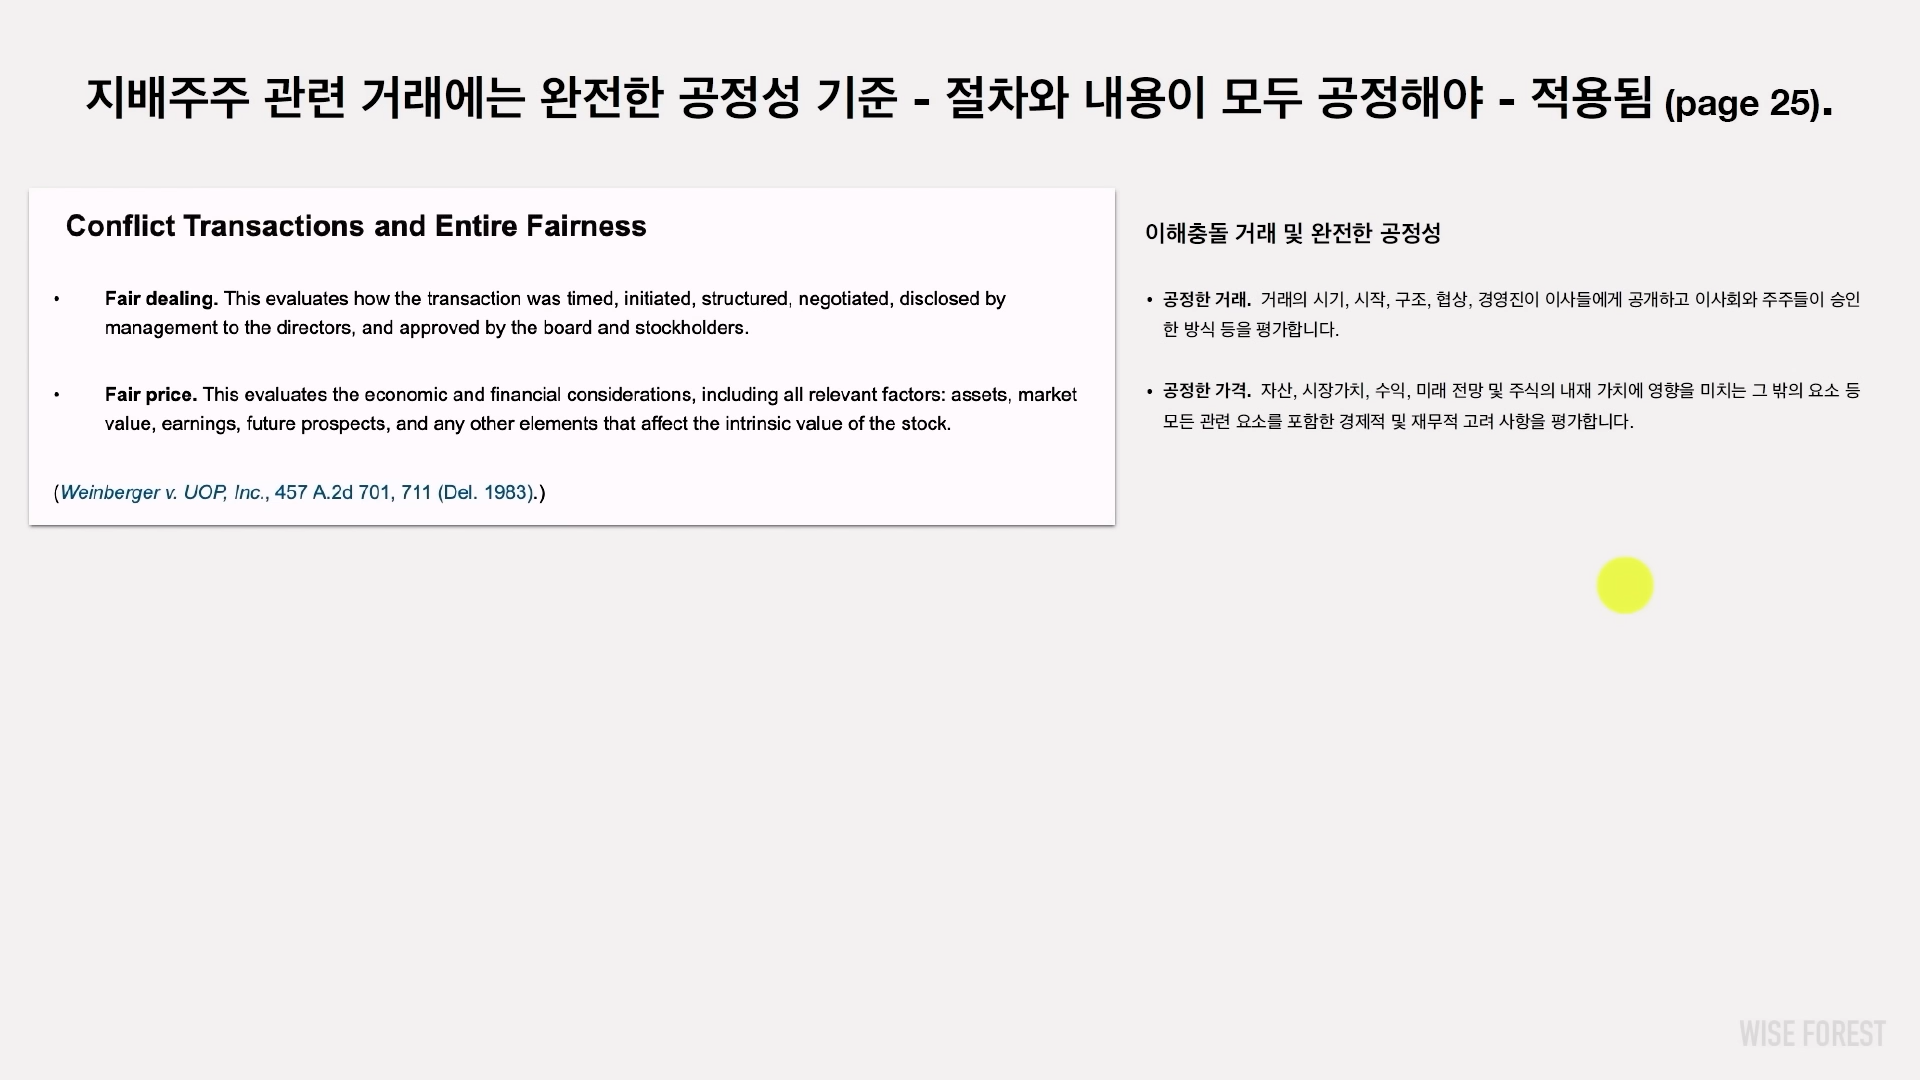 지배주주 관련 거래에는 완전한 공정성 기준 - 절차와 내용이 모두 공정해야 - 적용됨 (page 25).
Conflict Transactions and Entire Fairness
• Fair dealing. This evaluates how the transaction was timed, initiated, structured, negotiated, disclosed by
management to the directors, and approved by the board and stockholders.
• Fair price. This evaluates the economic and financial considerations, including all relevant factors: assets, market
value, earnings, future prospects, and any other elements that affect the intrinsic value of the stock.
(Weinberger v. UOP, Inc., 457 A.2d 701, 711 (Del. 1983).)
이해충돌 거래 및 완전한 공정성
• 공정한 거래. 거래의 시기, 시작, 구조, 협상, 경영진이 이사들에게 공개하고 이사회와 주주들이 승인
한 방식 등을 평가합니다.
• 공정한 가격. 자산, 시장가치, 수익, 미래 전망 및 주식의 내재 가치에 영향을 미치는 그 밖의 요소 등
모든 관련 요소를 포함한 경제적 및 재무적 고려 사항을 평가합니다.
WISE FOREST